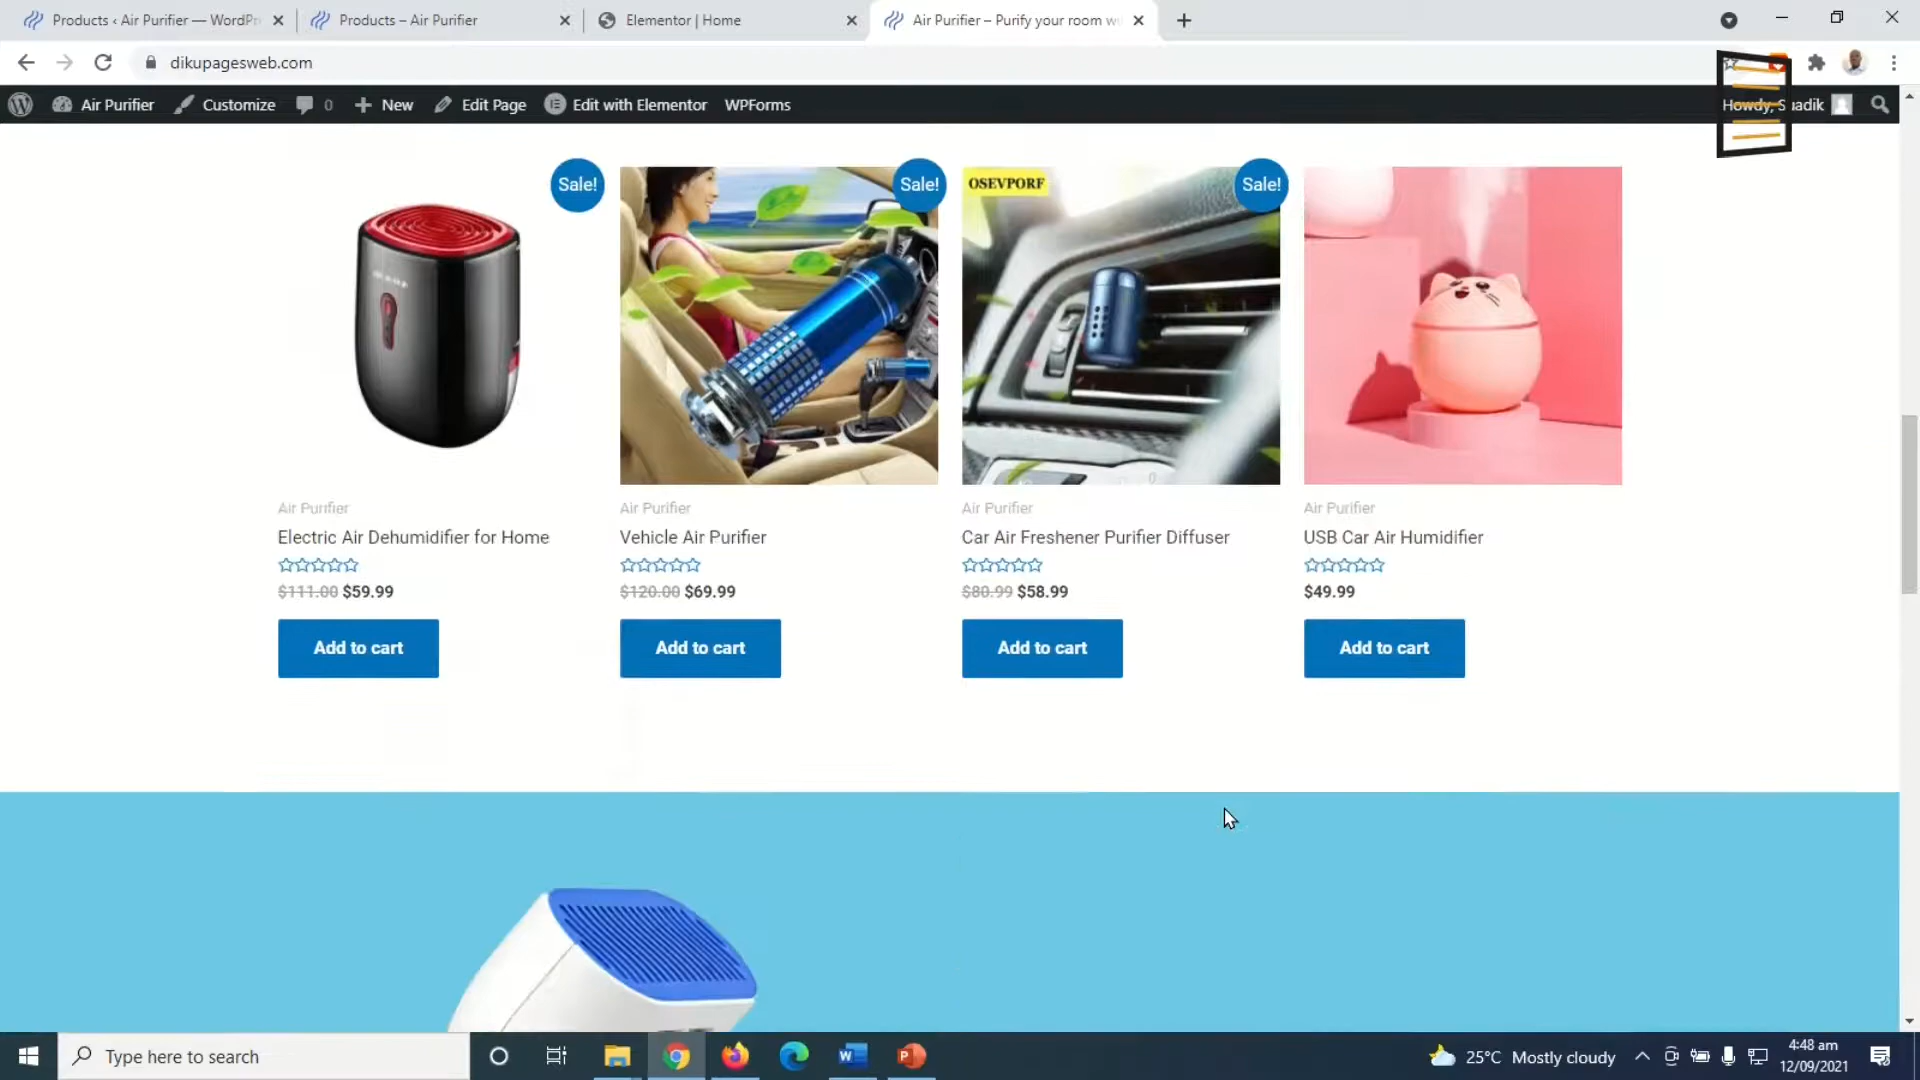 Products ‹ Air Purifier — WordPr
Products – Air Purifier
Elementor | Home
Air Purifier – Purify your room wi
dikupagesweb.com
Air Purifier
Customize
0
New
Edit Page
Edit with Elementor
WPForms
Howdy, Suadik
Sale!
Sale!
OSEVPORF
Sale!
Air Purifier
Air Purifier
Air Purifier
Air Purifier
Electric Air Dehumidifier for Home
Vehicle Air Purifier
Car Air Freshener Purifier Diffuser
USB Car Air Humidifier
$111.00 $59.99
$120.00 $69.99
$80.99 $58.99
$49.99
Add to cart
Add to cart
Add to cart
Add to cart
Type here to search
25°C Mostly cloudy
4:48 am
12/09/2021